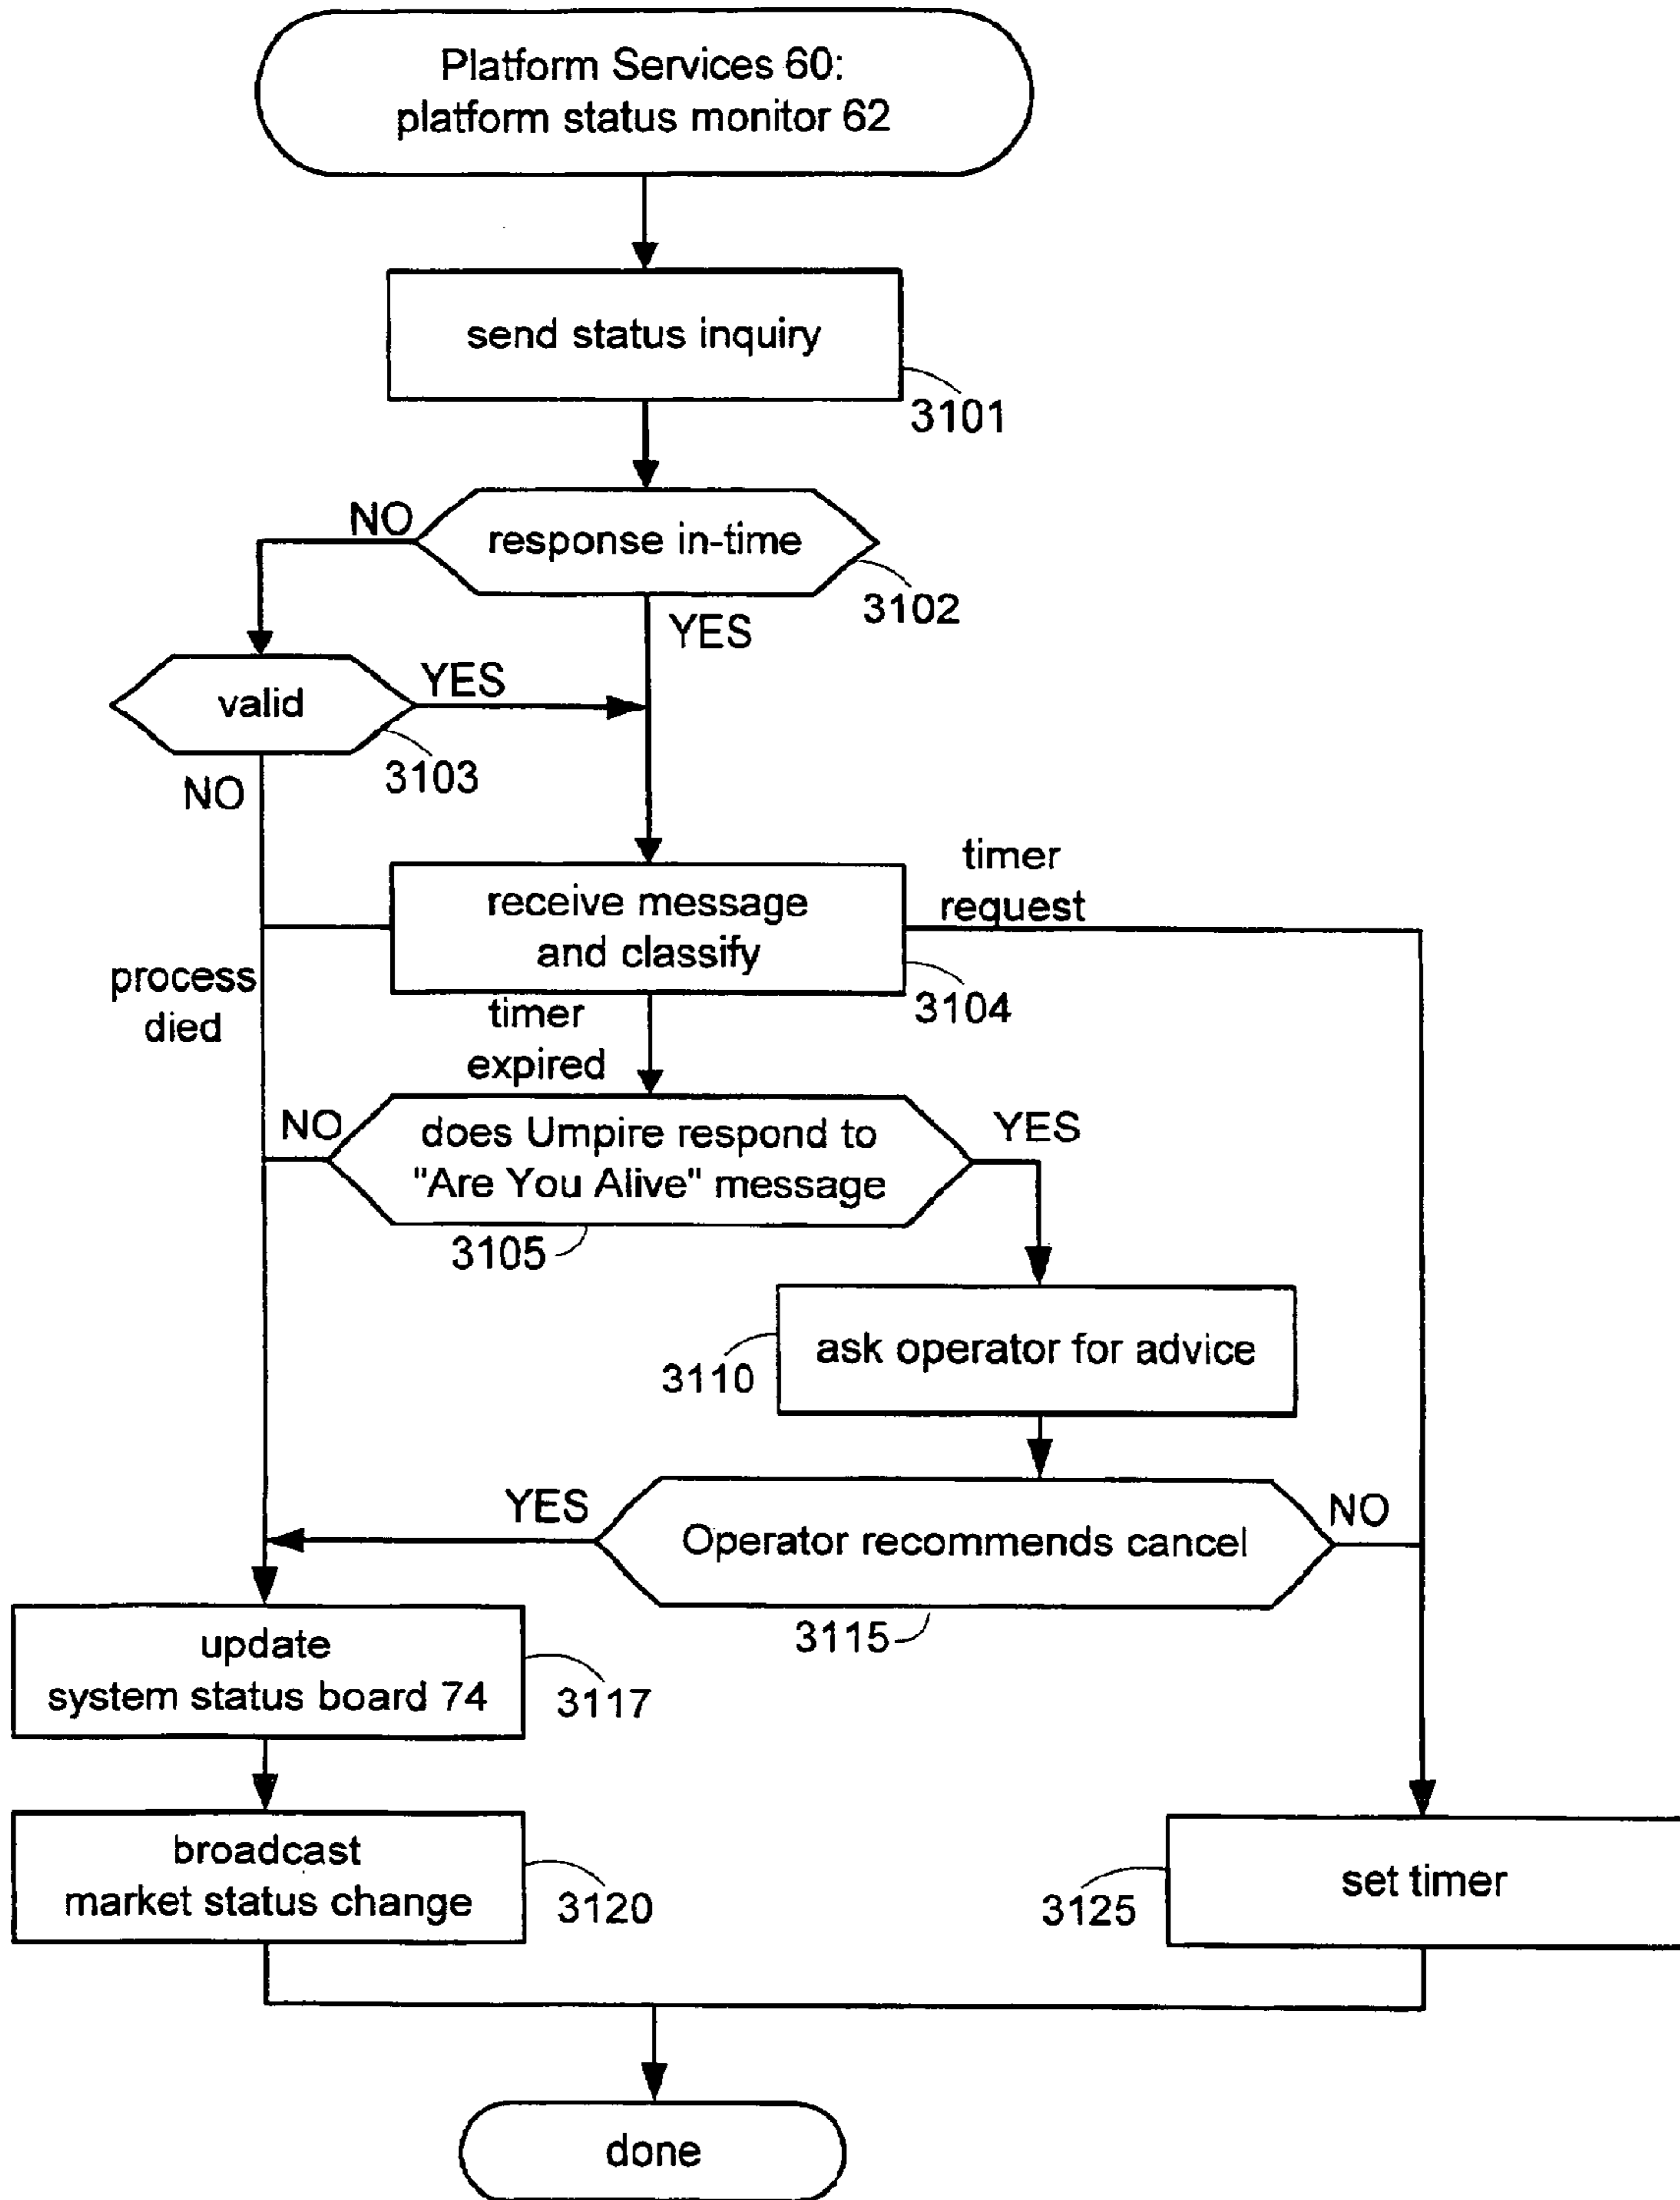 Platform Services 60:
platform status monitor 62
send status inquiry
3101
NO
response in-time
3102
YES
valid
YES
3103
NO
timer
request
receive message
and classify
3104
process
died
timer
expired
NO
does Umpire respond to
"Are You Alive" message
YES
3105
ask operator for advice
3110
YES
Operator recommends cancel
NO
3115
update
system status board 74
3117
broadcast
market status change
3120
set timer
3125
done